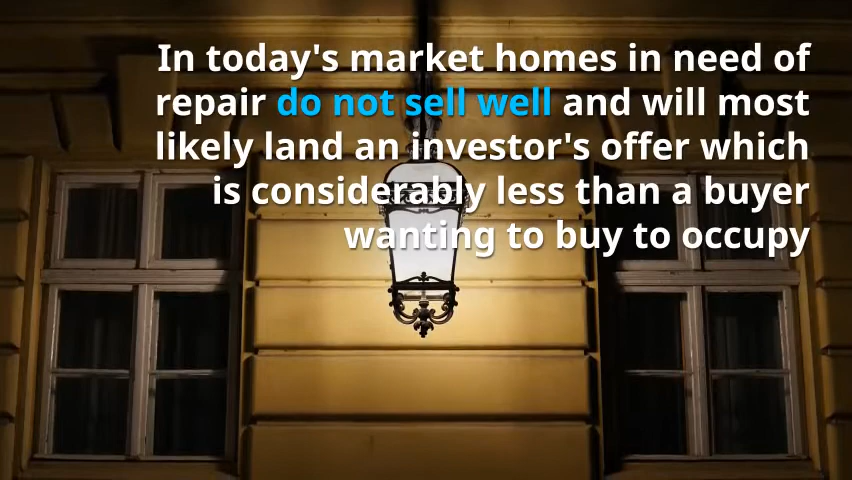 In today's market homes in need of
repair do not sell well and will most
likely land an investor's offer which
is considerably less than a buyer
wanting to buy to occupy